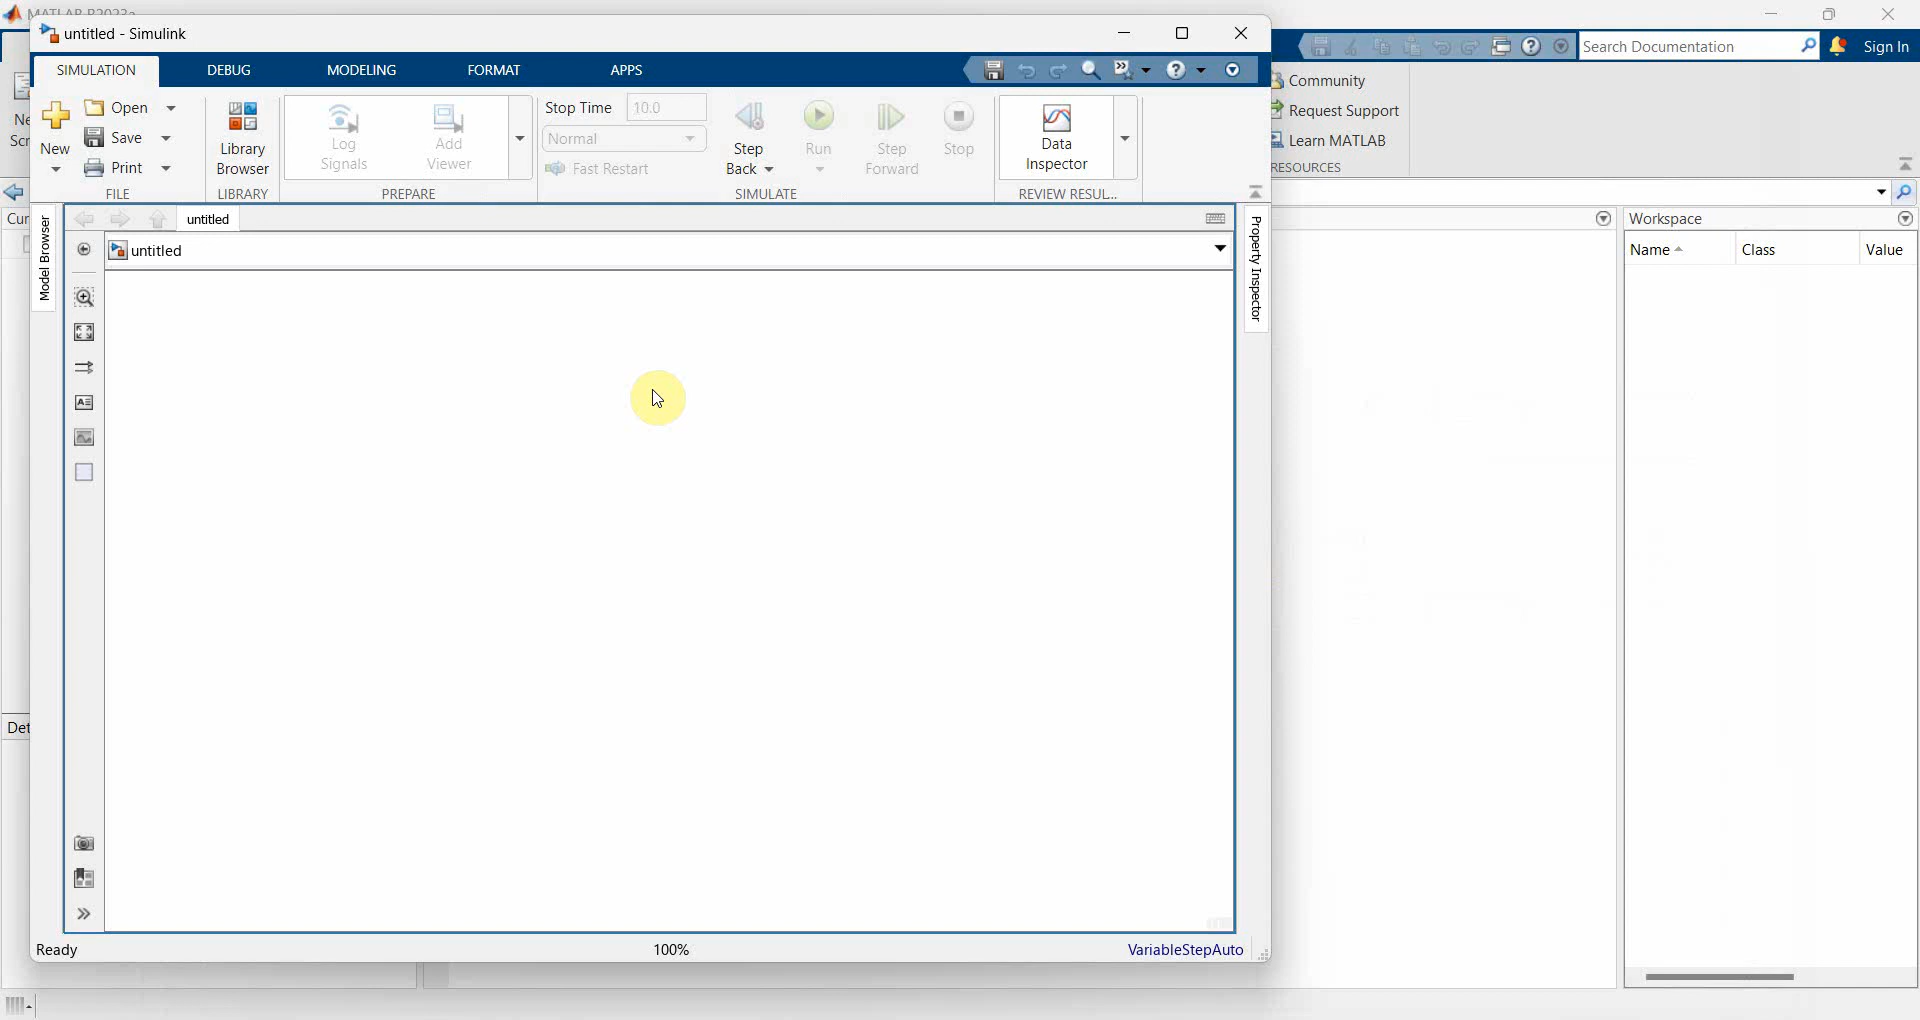 untitled - Simulink
SIMULATION DEBUG MODELING FORMAT APPS
Search Documentation Sign In
New
Open
Save
Print
FILE
Library Browser
LIBRARY
Log Signals
Add Viewer
PREPARE
Stop Time 10.0
Normal
Fast Restart
Step Back
Run
Step Forward
Stop
SIMULATE
Data Inspector
REVIEW RESUL...
Community
Request Support
Learn MATLAB
RESOURCES
Model Browser
untitled
untitled
Property Inspector
Workspace
Name Class Value
Ready 100% VariableStepAuto